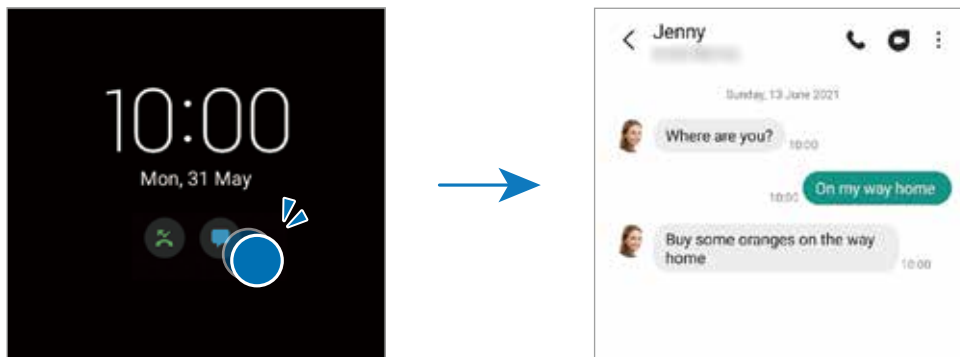 10:00
Mon, 31 May
Jenny
Sunday, 13 June 2021
Where are you?
10:00
On my way home
10:00
Buy some oranges on the way
home
10:00